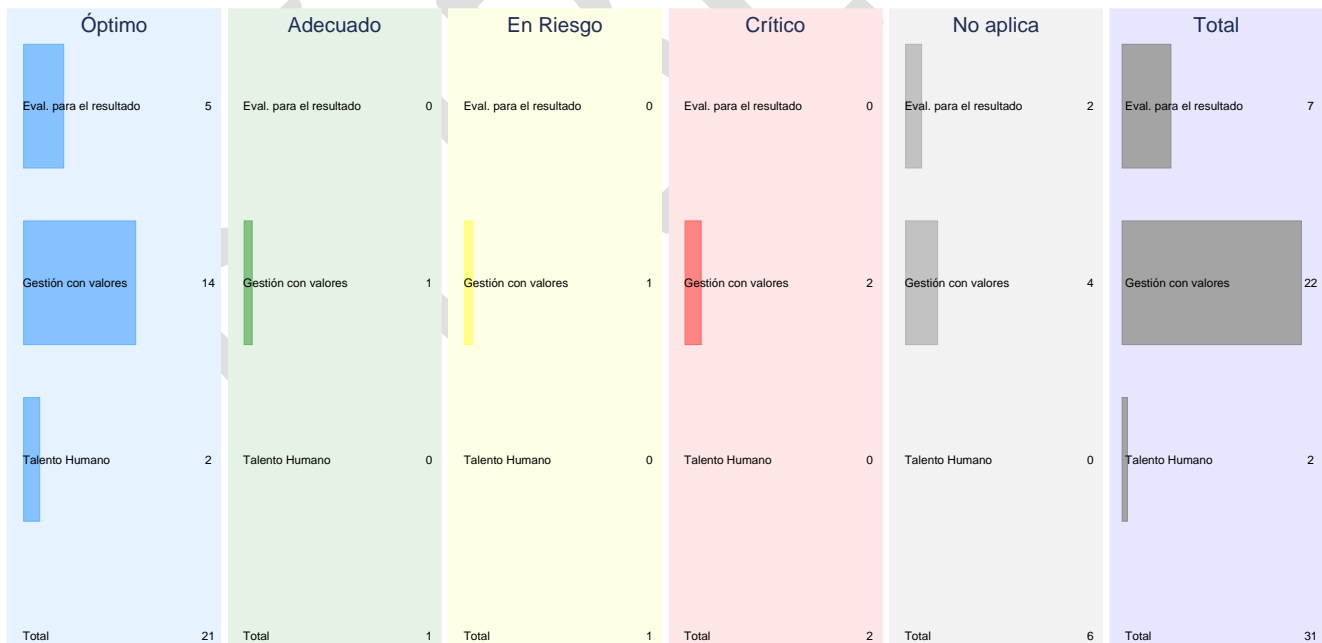 Óptimo Adecuado En Riesgo Crítico No aplica Total
Eval. para el resultado 5 Eval. para el resultado 0 Eval. para el resultado 0 Eval. para el resultado 0 Eval. para el resultado 2 Eval. para el resultado 7
Gestión con valores 14 Gestión con valores 1 Gestión con valores 1 Gestión con valores 2 Gestión con valores 4 Gestión con valores 22
Talento Humano 2 Talento Humano 0 Talento Humano 0 Talento Humano 0 Talento Humano 0 Talento Humano 2
Total 21 Total 1 Total 1 Total 2 Total 6 Total 31